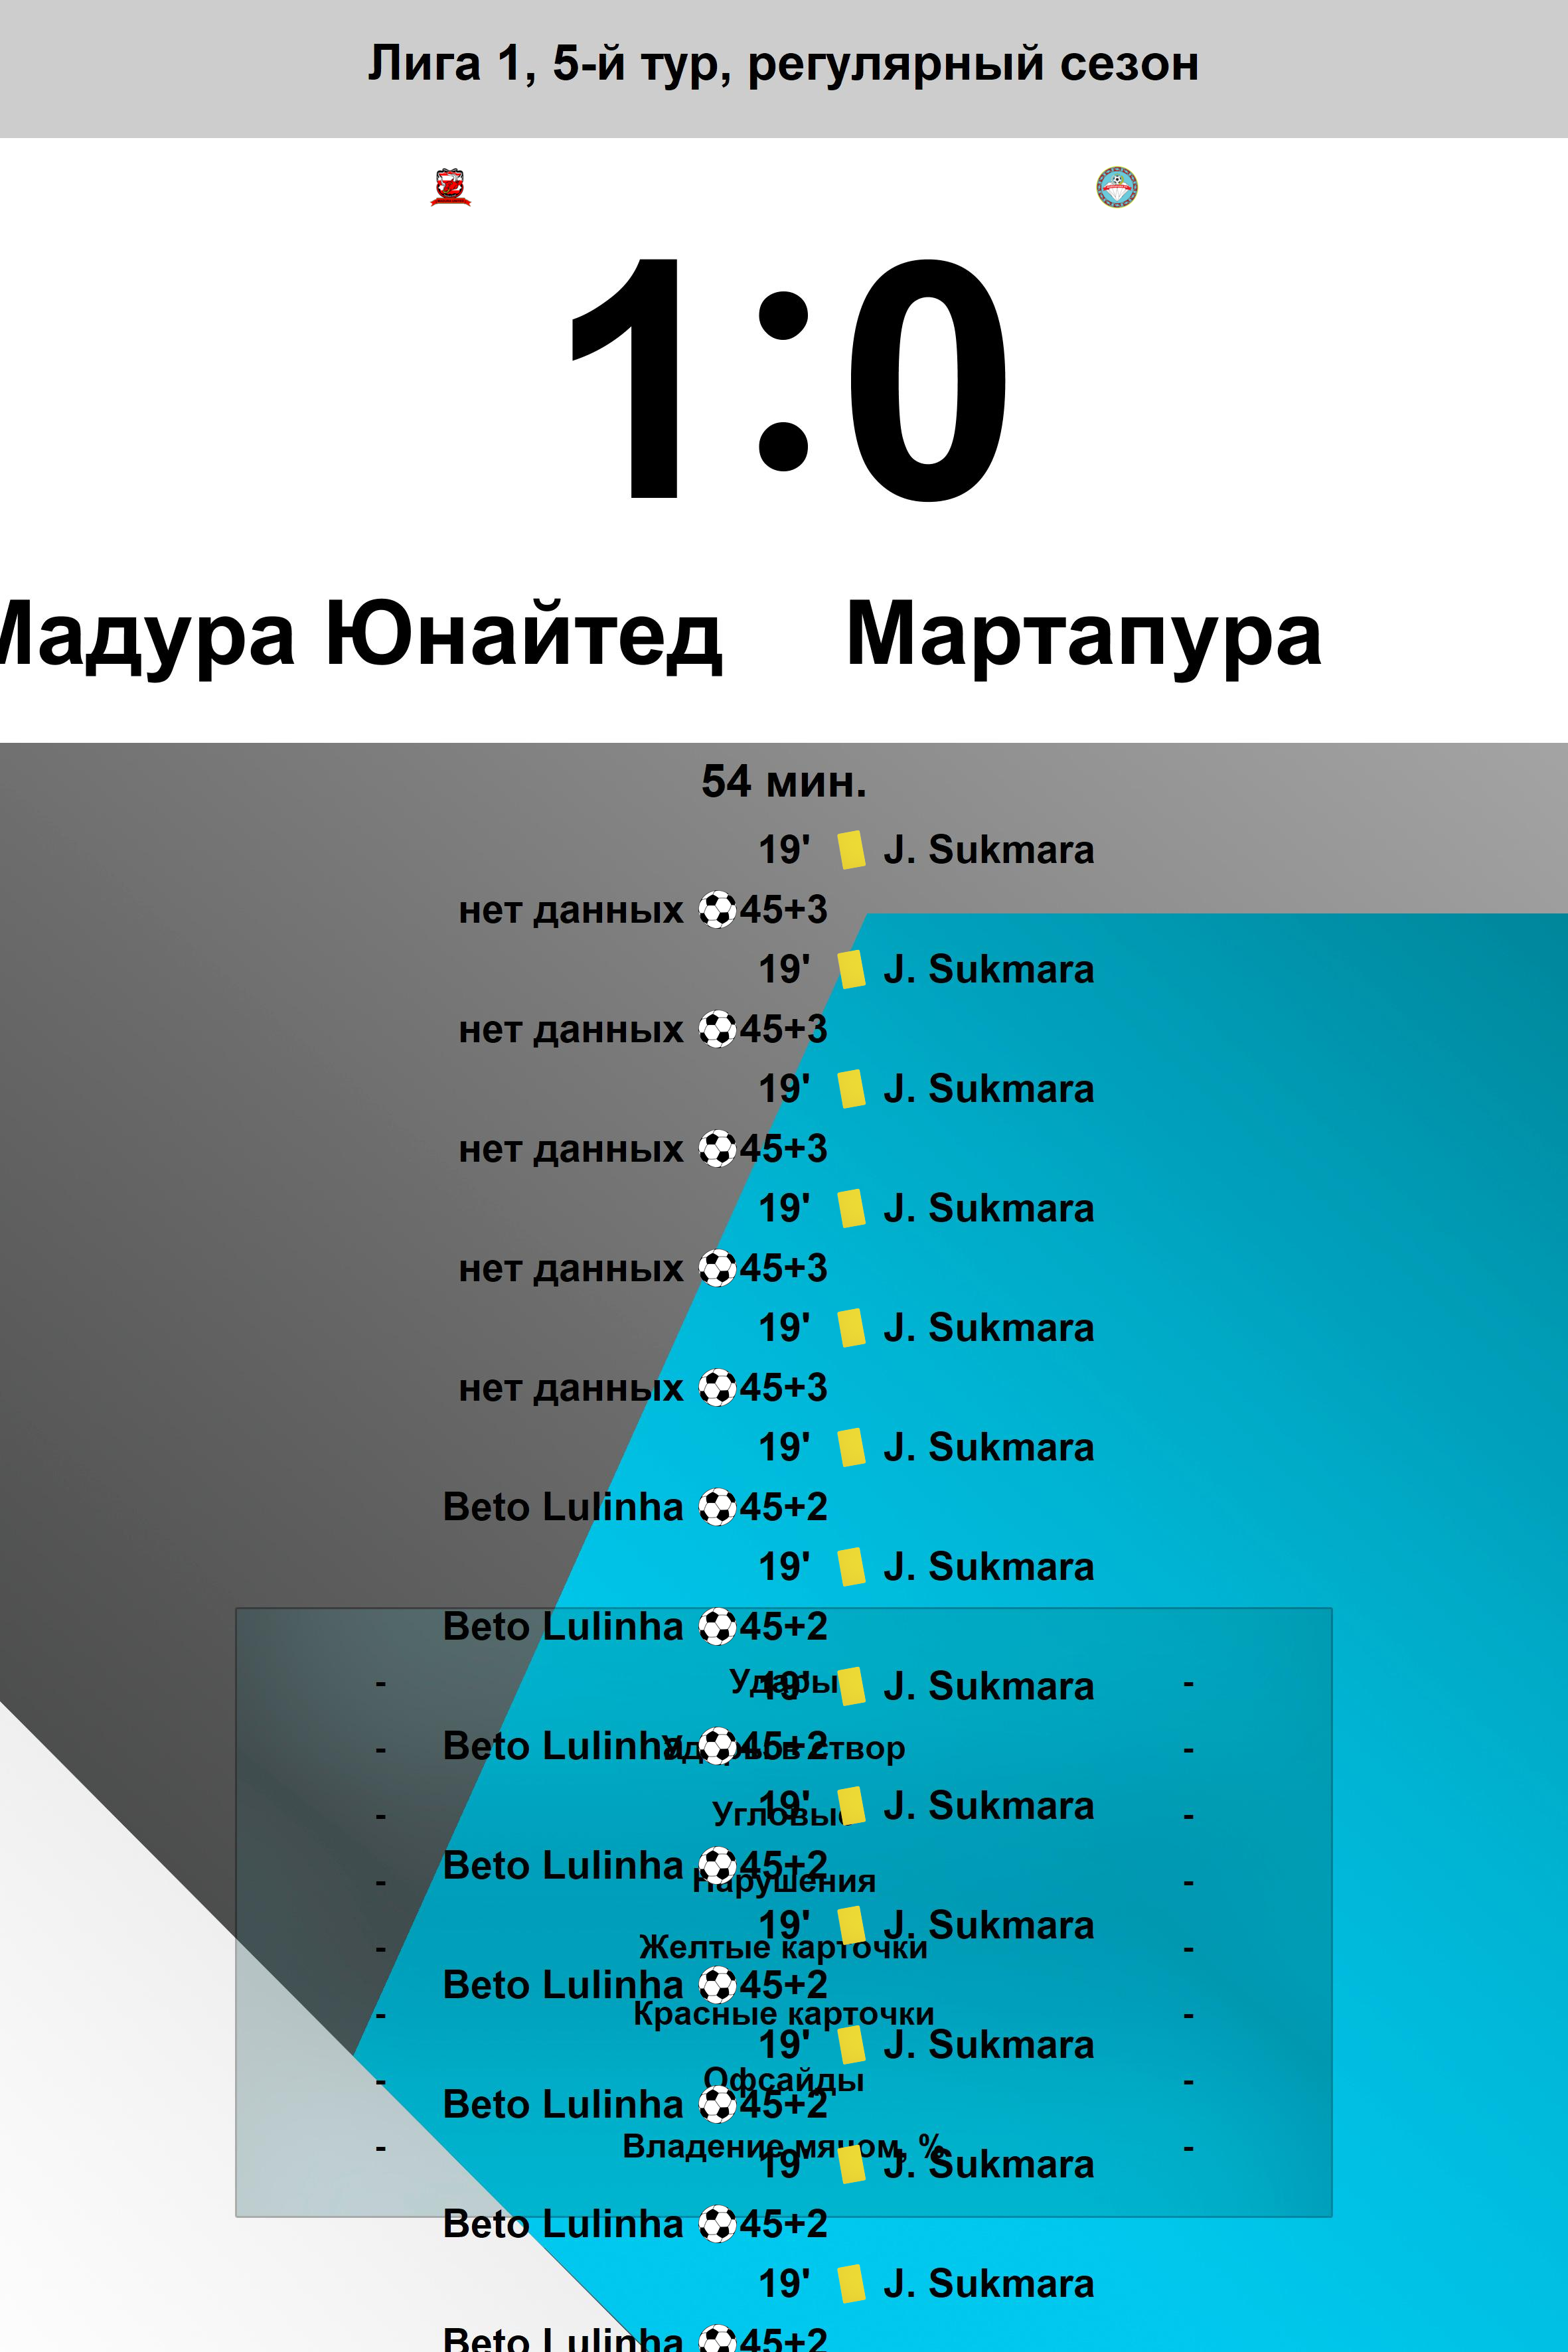 Лига 1, 5-й тур, регулярный сезон
1:0
Мадура Юнайтед Мартапура
54 мин.
19' J. Sukmara
нет данных 45+3
19' J. Sukmara
нет данных 45+3
19' J. Sukmara
нет данных 45+3
19' J. Sukmara
нет данных 45+3
19' J. Sukmara
нет данных 45+3
19' J. Sukmara
Beto Lulinha 45+2
19' J. Sukmara
Beto Lulinha 45+2
- Удары -
19' J. Sukmara
Beto Lulinha 45+2
- Удары в створ -
19' J. Sukmara
- Угловые -
Beto Lulinha 45+2
- Нарушения -
19' J. Sukmara
- Желтые карточки -
Beto Lulinha 45+2
- Красные карточки -
19' J. Sukmara
- Офсайды -
Beto Lulinha 45+2
- Владение мячом, % -
19' J. Sukmara
Beto Lulinha 45+2
19' J. Sukmara
Beto Lulinha 45+2